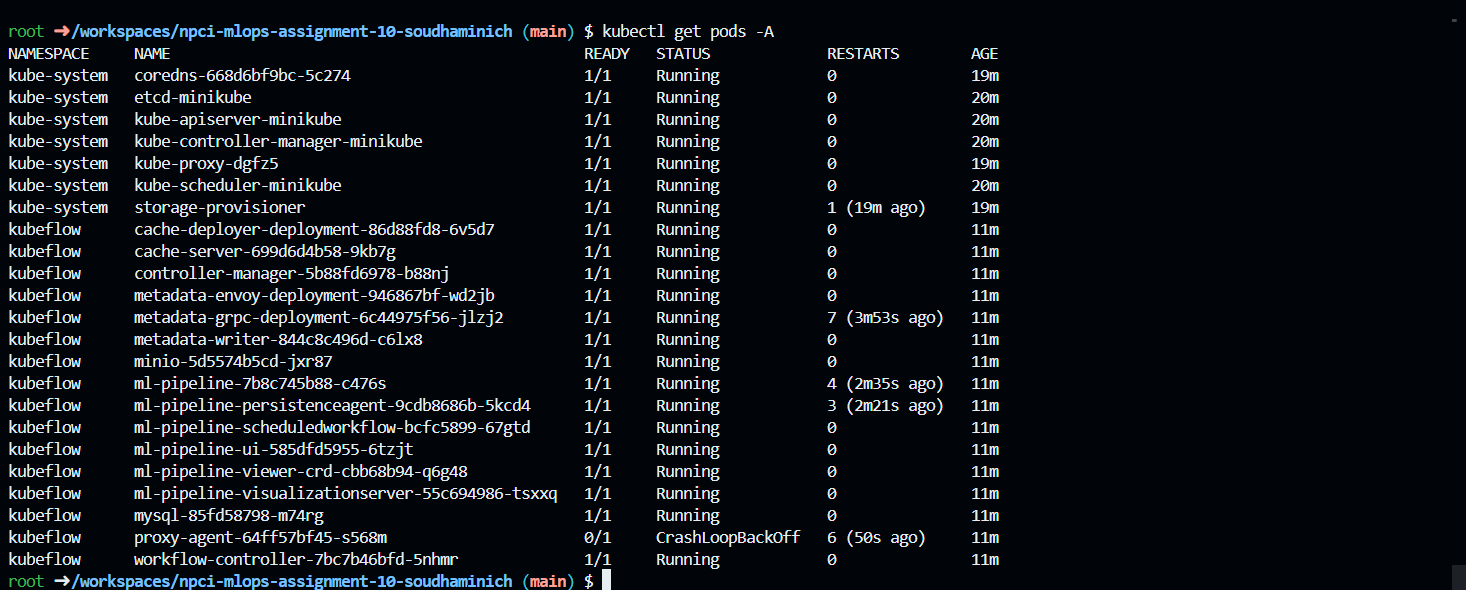 root ➜/workspaces/npci-mlops-assignment-10-soudhaminich (main) $ kubectl get pods -A
NAMESPACE NAME READY STATUS RESTARTS AGE
kube-system coredns-668d6bf9bc-5c274 1/1 Running 0 19m
kube-system etcd-minikube 1/1 Running 0 20m
kube-system kube-apiserver-minikube 1/1 Running 0 20m
kube-system kube-controller-manager-minikube 1/1 Running 0 20m
kube-system kube-proxy-dgfz5 1/1 Running 0 19m
kube-system kube-scheduler-minikube 1/1 Running 0 20m
kube-system storage-provisioner 1/1 Running 1 (19m ago) 19m
kubeflow cache-deployer-deployment-86d88fd8-6v5d7 1/1 Running 0 11m
kubeflow cache-server-699d6d4b58-9kb7g 1/1 Running 0 11m
kubeflow controller-manager-5b88fd6978-b88nj 1/1 Running 0 11m
kubeflow metadata-envoy-deployment-946867bf-wd2jb 1/1 Running 0 11m
kubeflow metadata-grpc-deployment-6c44975f56-jlzj2 1/1 Running 7 (3m53s ago) 11m
kubeflow metadata-writer-844c8c496d-c6lx8 1/1 Running 0 11m
kubeflow minio-5d5574b5cd-jxr87 1/1 Running 0 11m
kubeflow ml-pipeline-7b8c745b88-c476s 1/1 Running 4 (2m35s ago) 11m
kubeflow ml-pipeline-persistenceagent-9cdb8686b-5kcd4 1/1 Running 3 (2m21s ago) 11m
kubeflow ml-pipeline-scheduledworkflow-bcfc5899-67gtd 1/1 Running 0 11m
kubeflow ml-pipeline-ui-585dfd5955-6tzjt 1/1 Running 0 11m
kubeflow ml-pipeline-viewer-crd-cbb68b94-q6g48 1/1 Running 0 11m
kubeflow ml-pipeline-visualizationserver-55c694986-tsxxq 1/1 Running 0 11m
kubeflow mysql-85fd58798-m74rg 1/1 Running 0 11m
kubeflow proxy-agent-64ff57bf45-s568m 0/1 CrashLoopBackOff 6 (50s ago) 11m
kubeflow workflow-controller-7bc7b46bfd-5nhmr 1/1 Running 0 11m
root ➜/workspaces/npci-mlops-assignment-10-soudhaminich (main) $